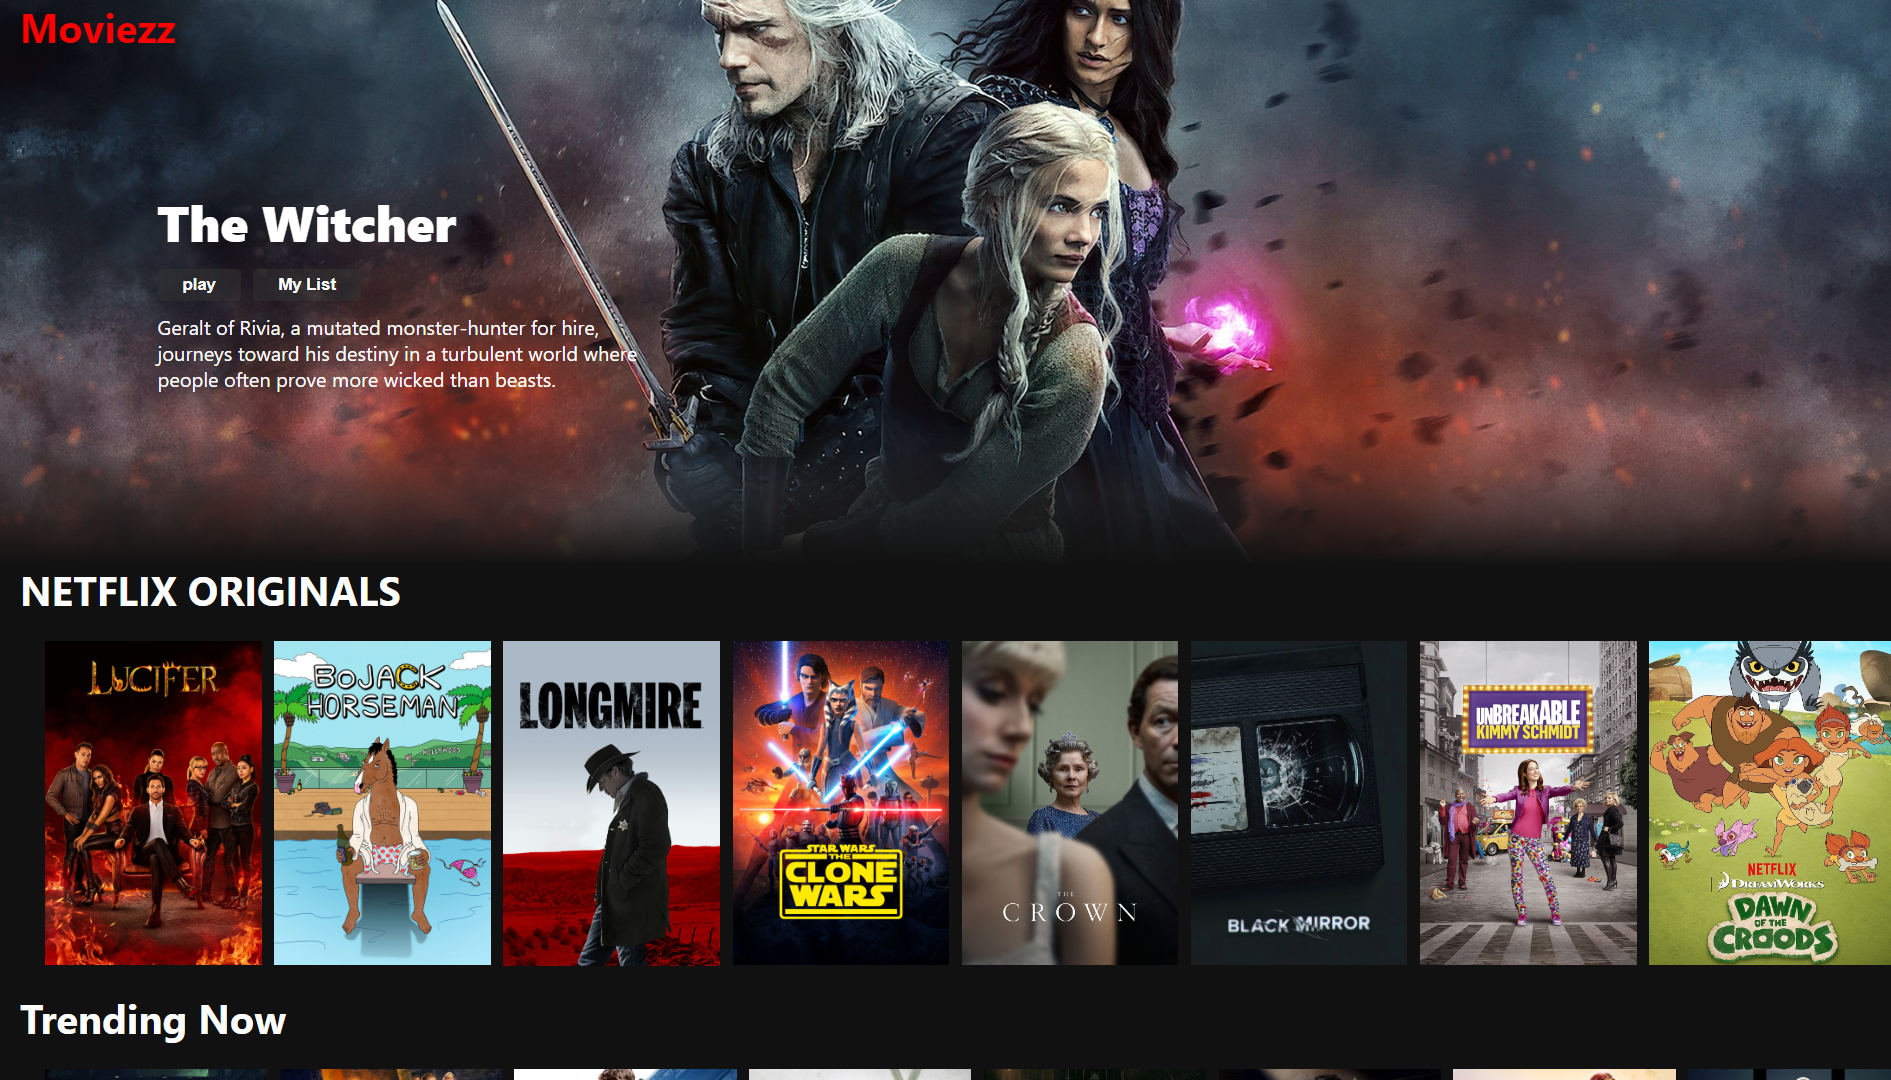 Moviezz
The Witcher
play
My List
Geralt of Rivia, a mutated monster-hunter for hire,
journeys toward his destiny in a turbulent world where
people often prove more wicked than beasts.
NETFLIX ORIGINALS
LUCIFER
BOJACK
HORSEMAN
HOLLYWOOD
LONGMIRE
STAR WARS
THE
CLONE
WARS
THE
CROWN
BLACK MIRROR
UNBREAKABLE
KIMMY SCHMIDT
NETFLIX
DREAMWORKS
DAWN
OF THE
CROODS
Trending Now